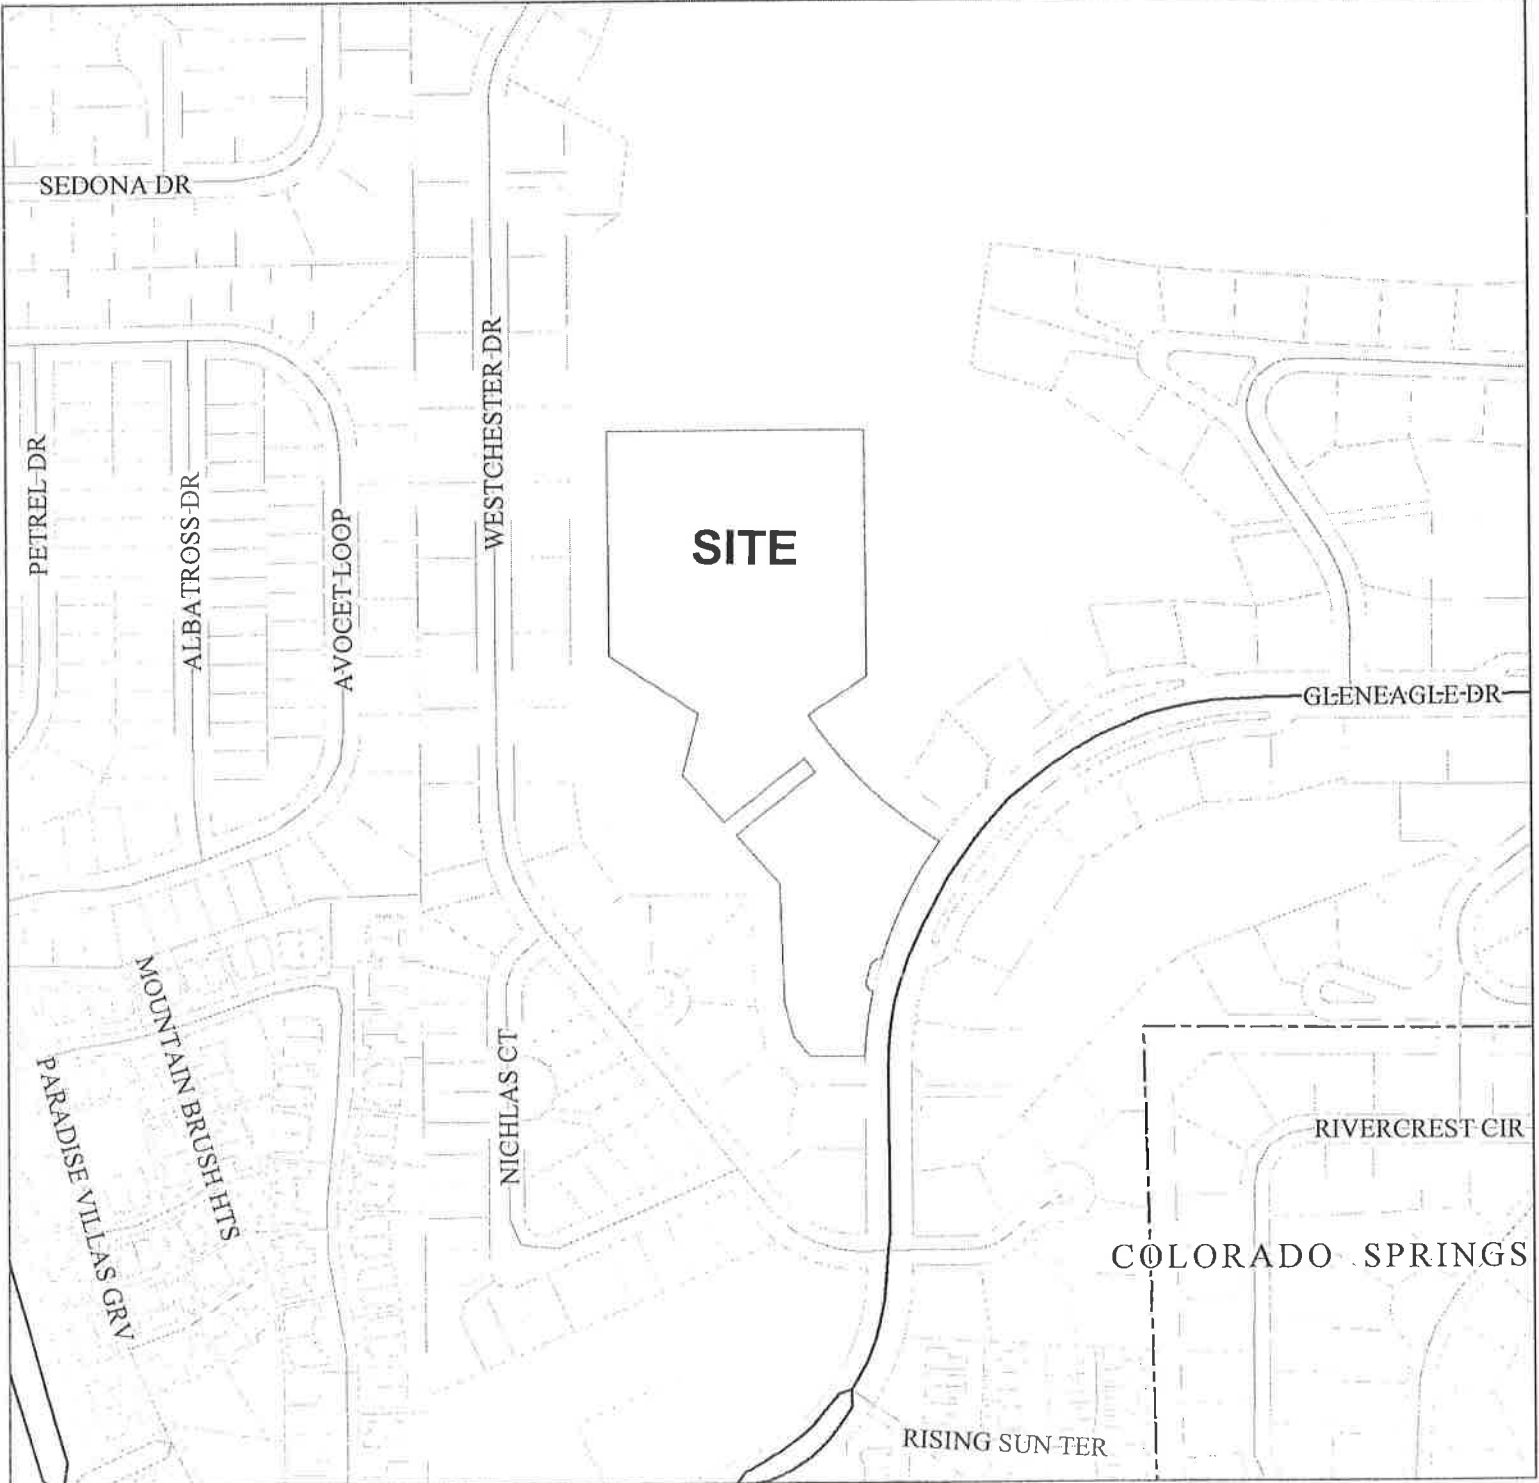 SEDONA DR
WESTCHESTER DR
PETREL DR
ALBATROSS DR
AVOCET LOOP
SITE
GLENEAGLE DR
MOUNTAIN BRUSH HTS
PARADISE VILLAS GRV
NICHLAS CT
RIVERCREST CIR
COLORADO SPRINGS
RISING SUN TER